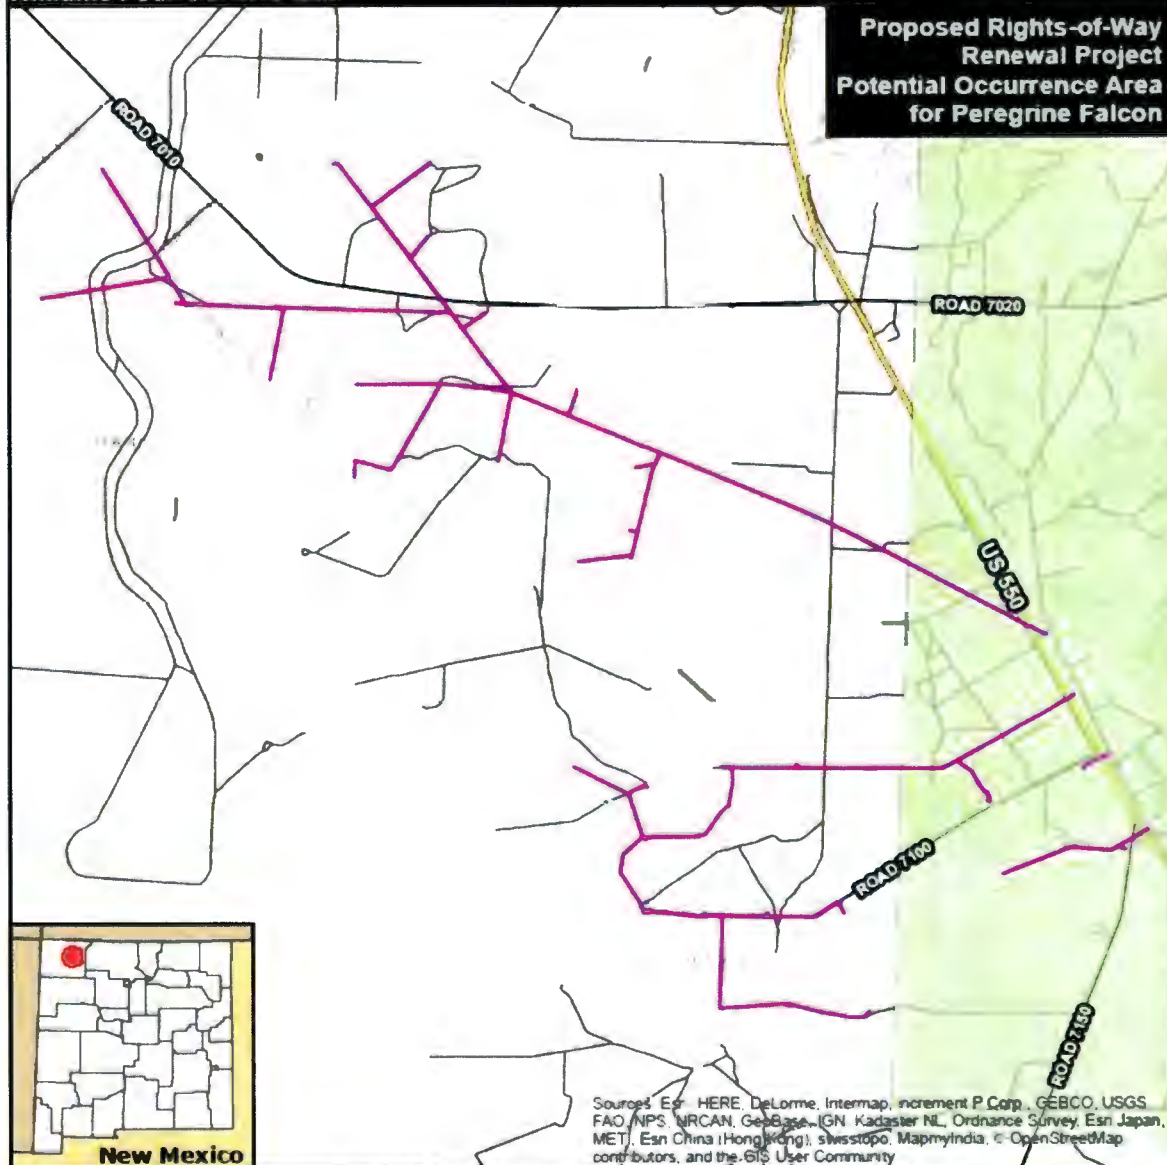 Proposed Rights-of-Way
Renewal Project
Potential Occurrence Area
for Peregrine Falcon
ROAD 7010
ROAD 7020
US 550
ROAD 7100
ROAD 7150
New Mexico
Sources: Esri, HERE, DeLorme, Intermap, increment P Corp., GEBCO, USGS,
FAO, NPS, NRCAN, GeoBase, IGN, Kadaster NL, Ordnance Survey, Esri Japan,
METI, Esri China (Hong Kong), swisstopo, MapmyIndia, © OpenStreetMap
contributors, and the GIS User Community